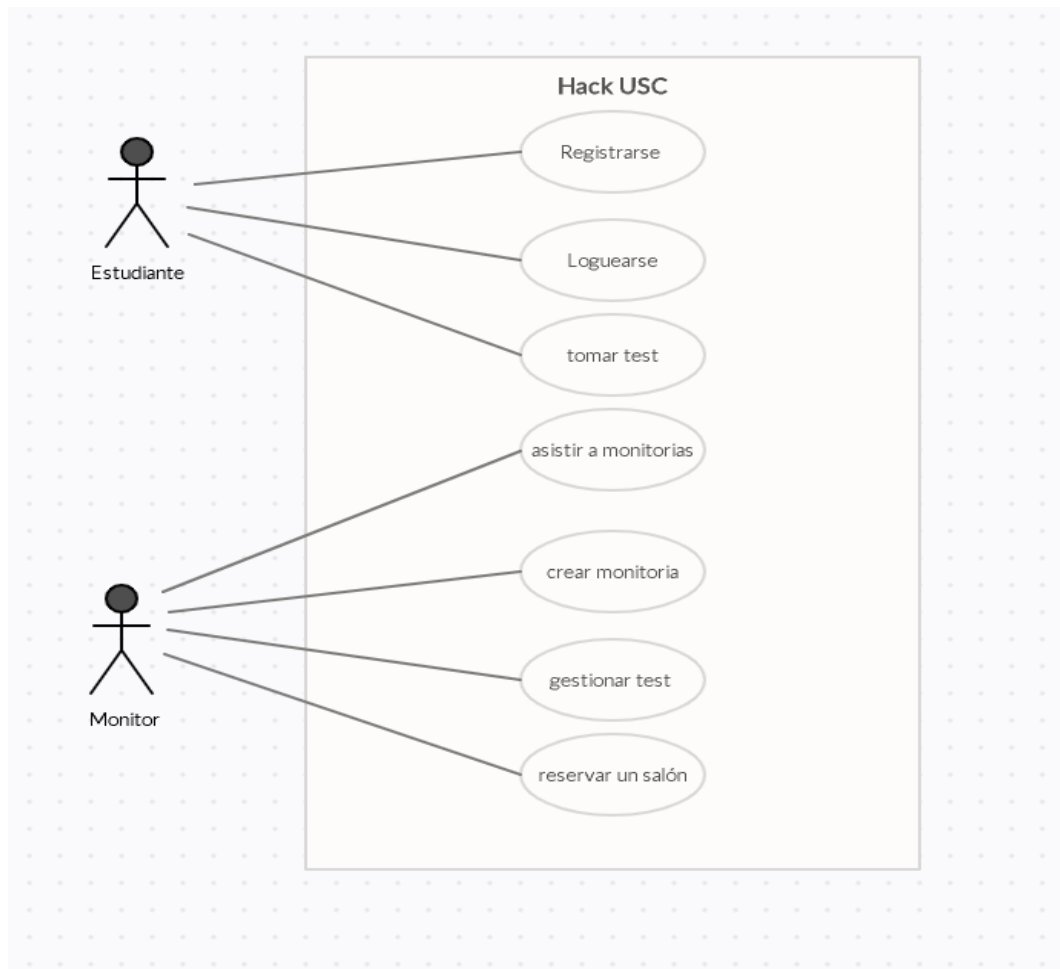 Hack USC
Registrarse
Estudiante
Loguearse
tomar test
asistir a monitorias
crear monitoria
Monitor
gestionar test
reservar un salón